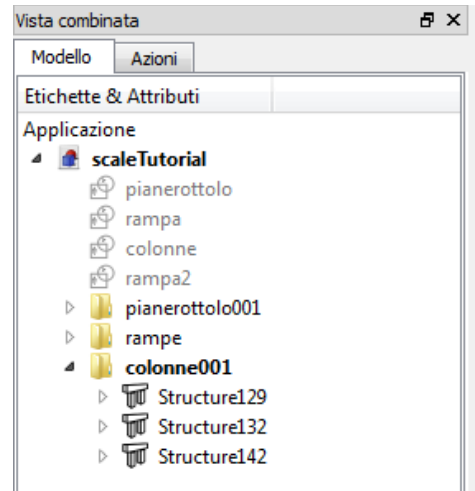 Vista combinata
Modello Azioni
Etichette & Attributi
Applicazione
scaleTutorial
pianerottolo
rampa
colonne
rampa2
pianerottolo001
rampe
colonne001
Structure129
Structure132
Structure142